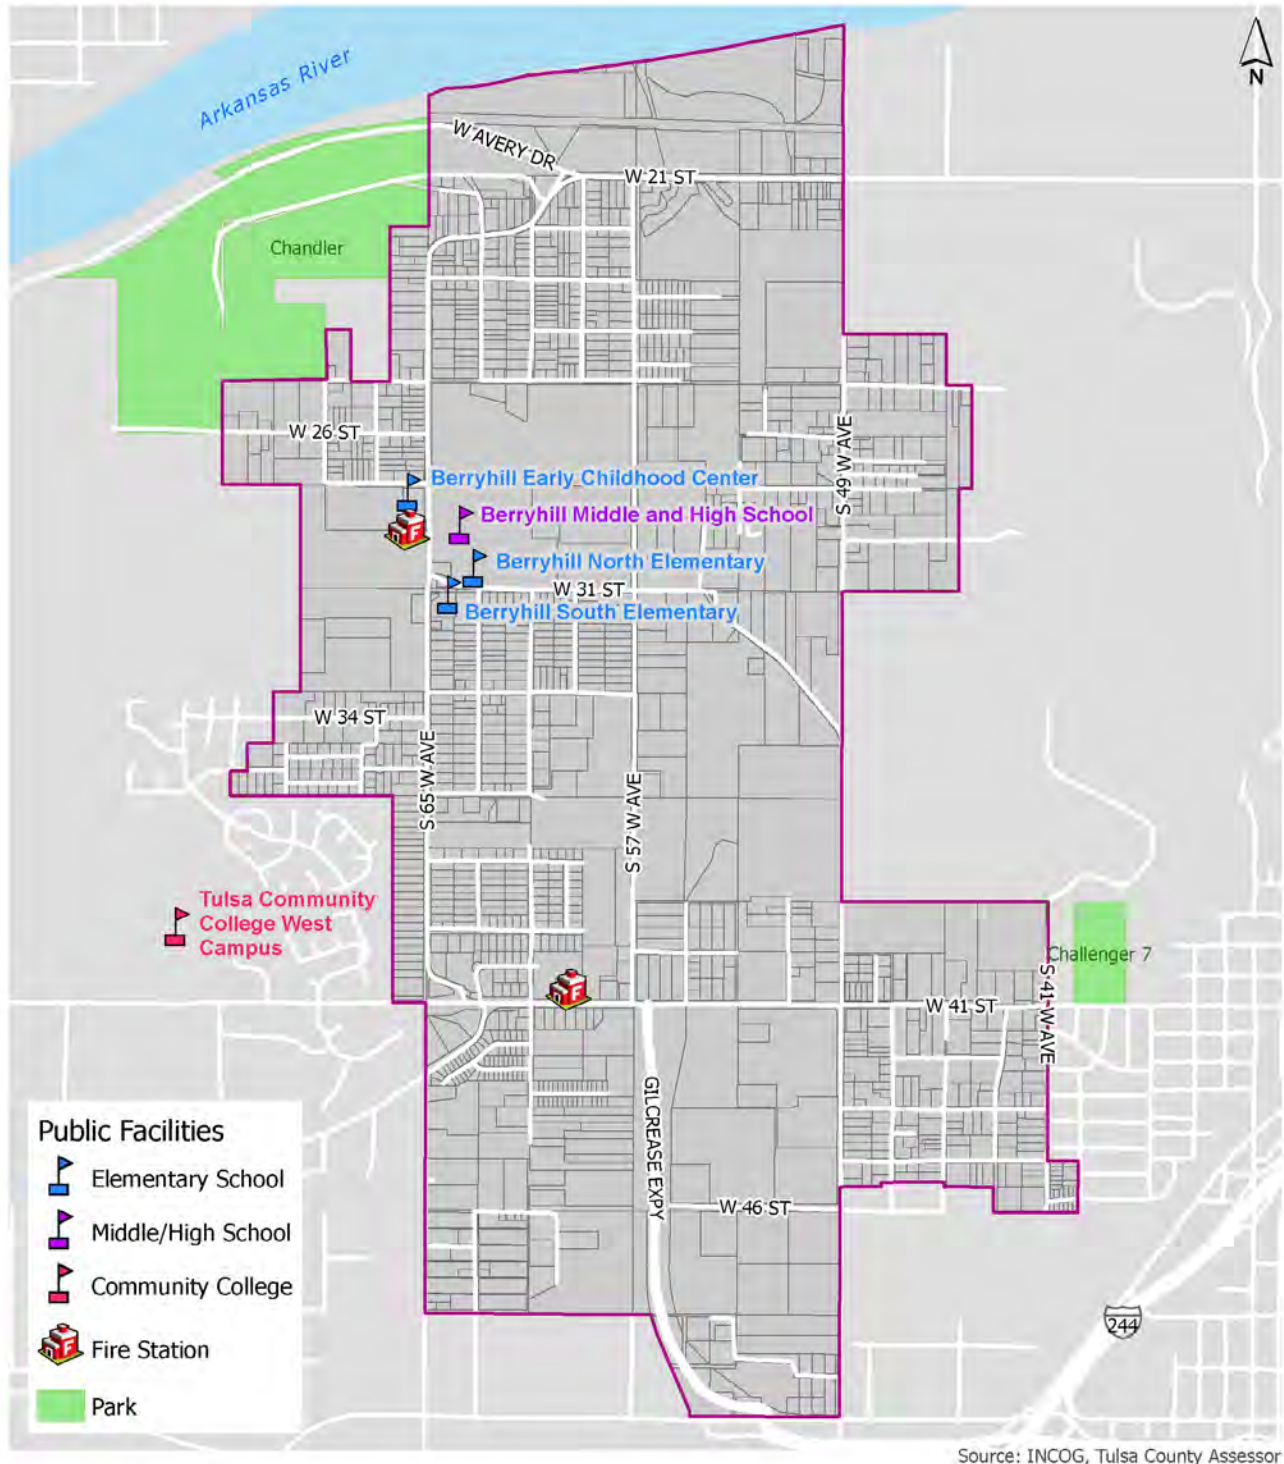 Arkansas River
N
W AVERY DR
W 21 ST
Chandler
W 26 ST
S 49 W AVE
Berryhill Early Childhood Center
F
Berryhill Middle and High School
Berryhill North Elementary
W 31 ST
Berryhill South Elementary
W 34 ST
S 65 W AVE
S 57 W AVE
Tulsa Community
College West
Campus
Challenger 7
F
W 41 ST
S 41 W AVE
GILCREASE EXPY
W 46 ST
244
Public Facilities
Elementary School
Middle/High School
Community College
F
Fire Station
Park
Source: INCOG, Tulsa County Assessor